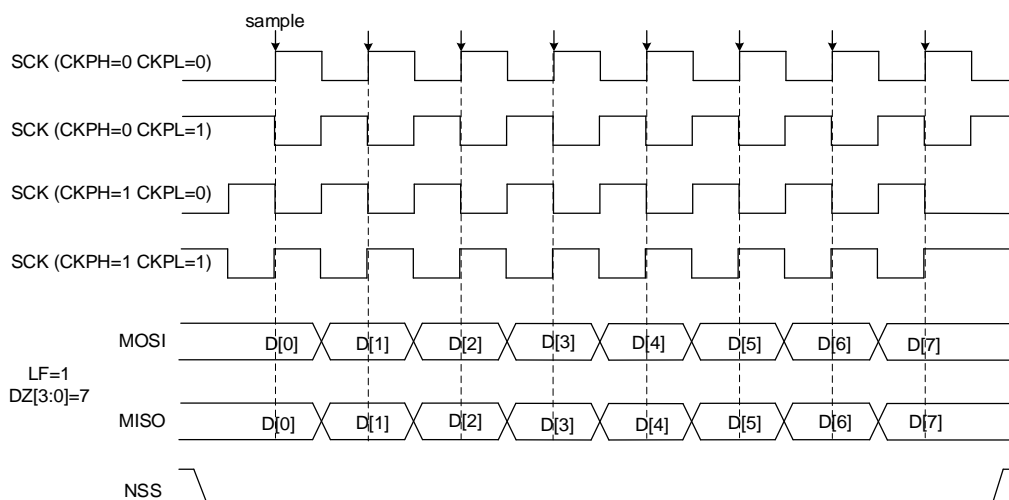 sample
SCK (CKPH=0 CKPL=0)
SCK (CKPH=0 CKPL=1)
SCK (CKPH=1 CKPL=0)
SCK (CKPH=1 CKPL=1)
MOSI D[0] D[1] D[2] D[3] D[4] D[5] D[6] D[7]
LF=1
DZ[3:0]=7
MISO D[0] D[1] D[2] D[3] D[4] D[5] D[6] D[7]
NSS